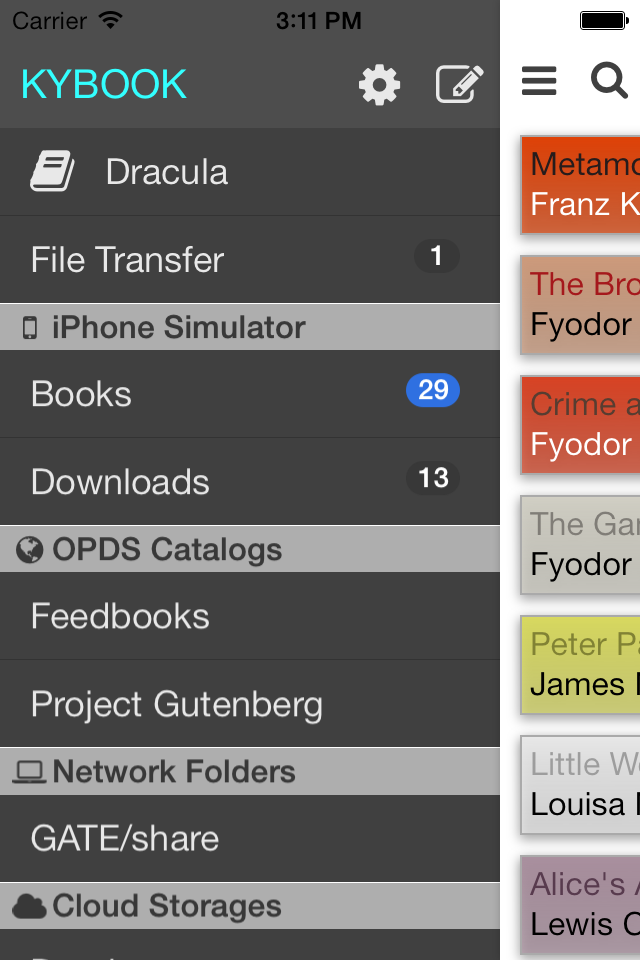 Carrier 3:11 PM
KYBOOK
Dracula
File Transfer 1
iPhone Simulator
Books 29
Downloads 13
OPDS Catalogs
Feedbooks
Project Gutenberg
Network Folders
GATE/share
Cloud Storages
Franz K
The Bro
Fyodor
Crime a
Fyodor
The Gar
Fyodor
Peter Pa
James
Little Wo
Louisa
Alice's A
Lewis C